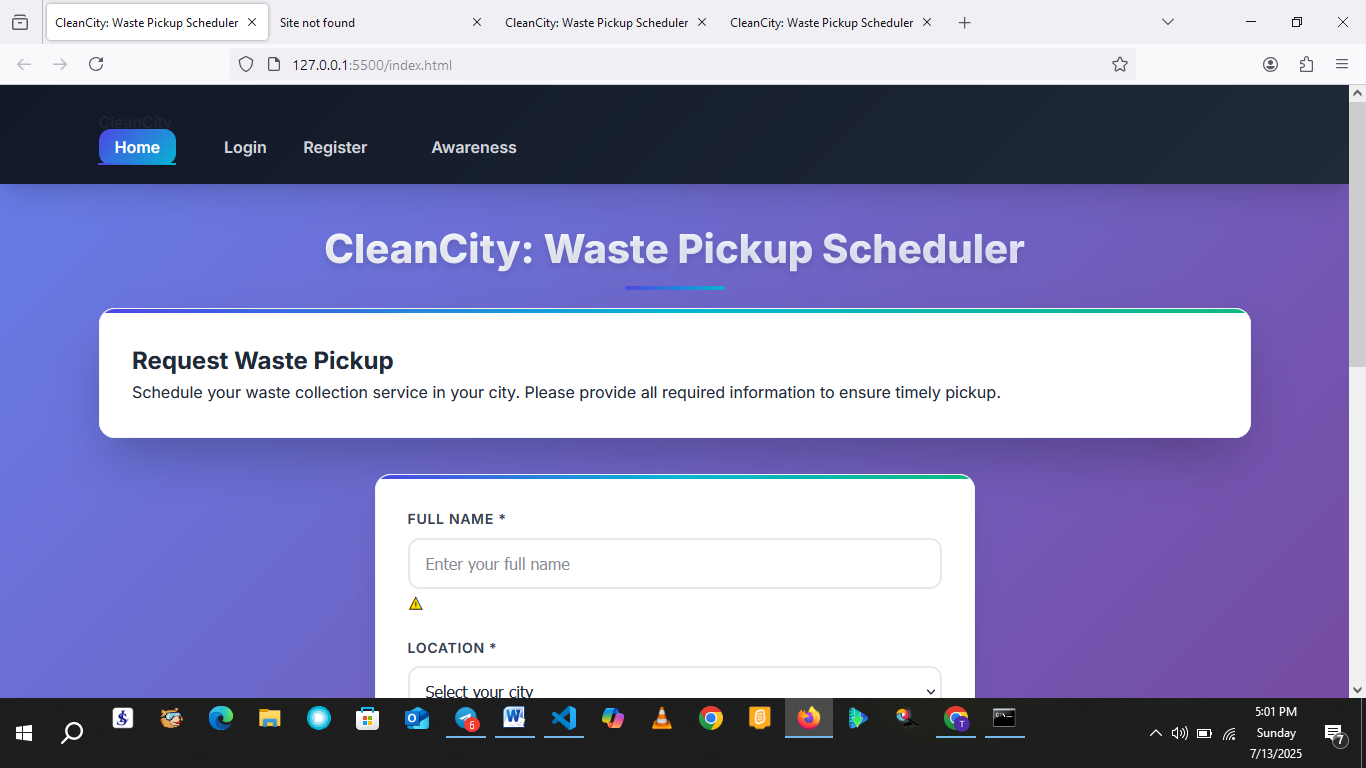 CleanCity: Waste Pickup Scheduler
Site not found
CleanCity: Waste Pickup Scheduler
CleanCity: Waste Pickup Scheduler
127.0.0.1:5500/index.html
CleanCity
Home
Login
Register
Awareness
CleanCity: Waste Pickup Scheduler
Request Waste Pickup
Schedule your waste collection service in your city. Please provide all required information to ensure timely pickup.
FULL NAME *
Enter your full name
LOCATION *
Select your city
6
T
5:01 PM
Sunday
7/13/2025
7